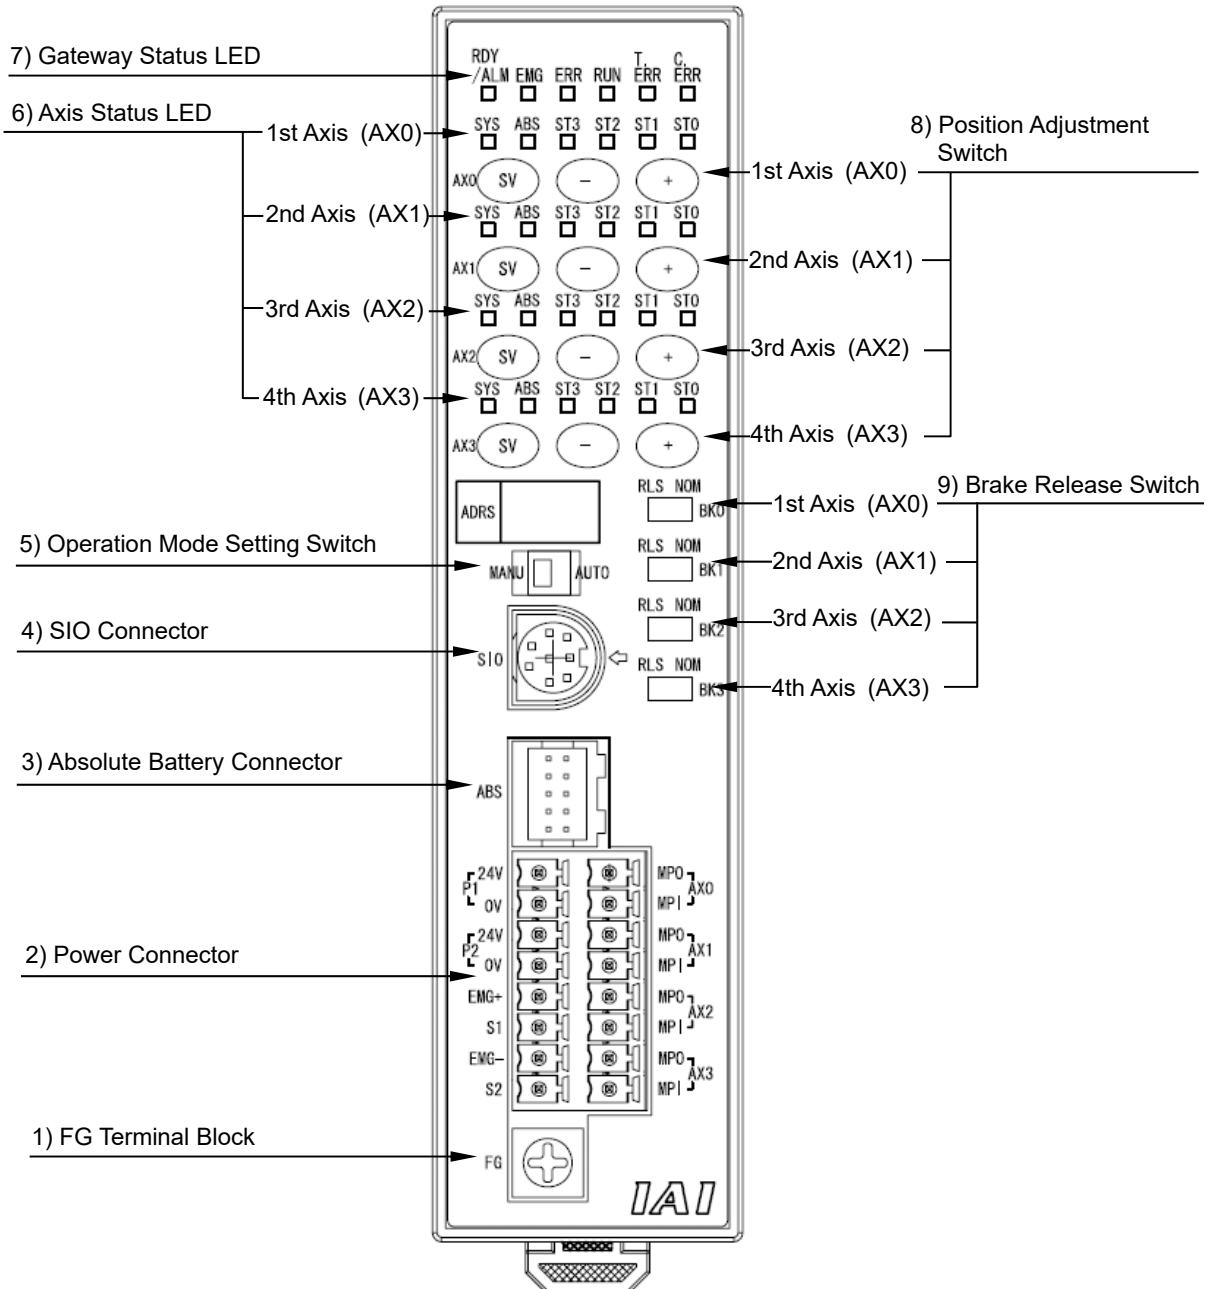 7) Gateway Status LED
RDY
/ALM EMG ERR RUN T. ERR C. ERR
6) Axis Status LED
1st Axis (AX0)
SYS ABS ST3 ST2 ST1 ST0
8) Position Adjustment
Switch
AX0 SV − +
1st Axis (AX0)
2nd Axis (AX1)
SYS ABS ST3 ST2 ST1 ST0
AX1 SV − +
2nd Axis (AX1)
3rd Axis (AX2)
SYS ABS ST3 ST2 ST1 ST0
AX2 SV − +
3rd Axis (AX2)
4th Axis (AX3)
SYS ABS ST3 ST2 ST1 ST0
AX3 SV − +
4th Axis (AX3)
9) Brake Release Switch
ADRS
RLS NOM
BK0
1st Axis (AX0)
5) Operation Mode Setting Switch
MANU AUTO
RLS NOM
BK1
2nd Axis (AX1)
4) SIO Connector
SIO
RLS NOM
BK2
3rd Axis (AX2)
RLS NOM
BK3
4th Axis (AX3)
3) Absolute Battery Connector
ABS
P1
24V
0V
MPO
MPI
AX0
2) Power Connector
P2
24V
0V
MPO
MPI
AX1
EMG+
S1
MPO
MPI
AX2
EMG−
S2
MPO
MPI
AX3
1) FG Terminal Block
FG
IAI